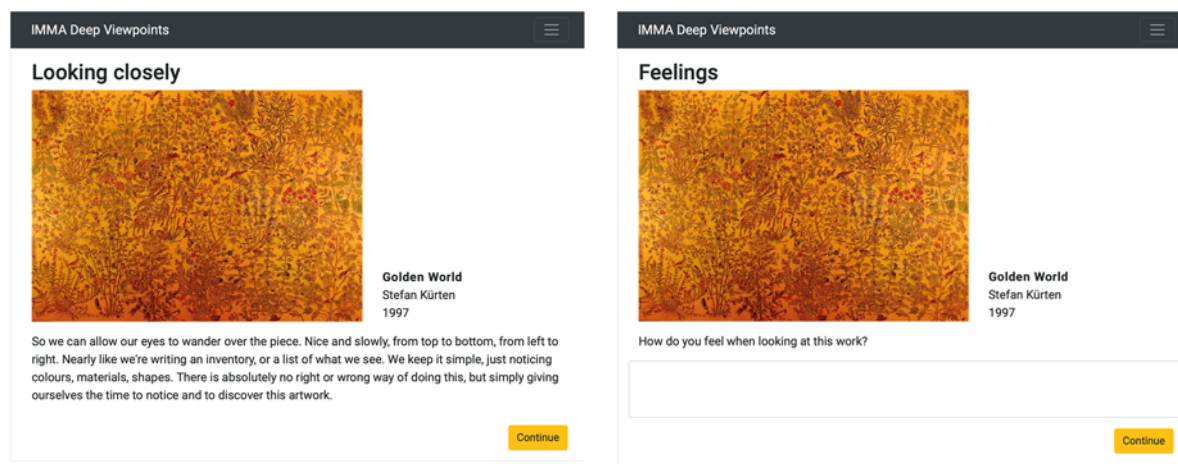 IMMA Deep Viewpoints
Looking closely
Golden World
Stefan Kürten
1997
So we can allow our eyes to wander over the piece. Nice and slowly, from top to bottom, from left to
right. Nearly like we're writing an inventory, or a list of what we see. We keep it simple, just noticing
colours, materials, shapes. There is absolutely no right or wrong way of doing this, but simply giving
ourselves the time to notice and to discover this artwork.
Continue
IMMA Deep Viewpoints
Feelings
Golden World
Stefan Kürten
1997
How do you feel when looking at this work?
Continue